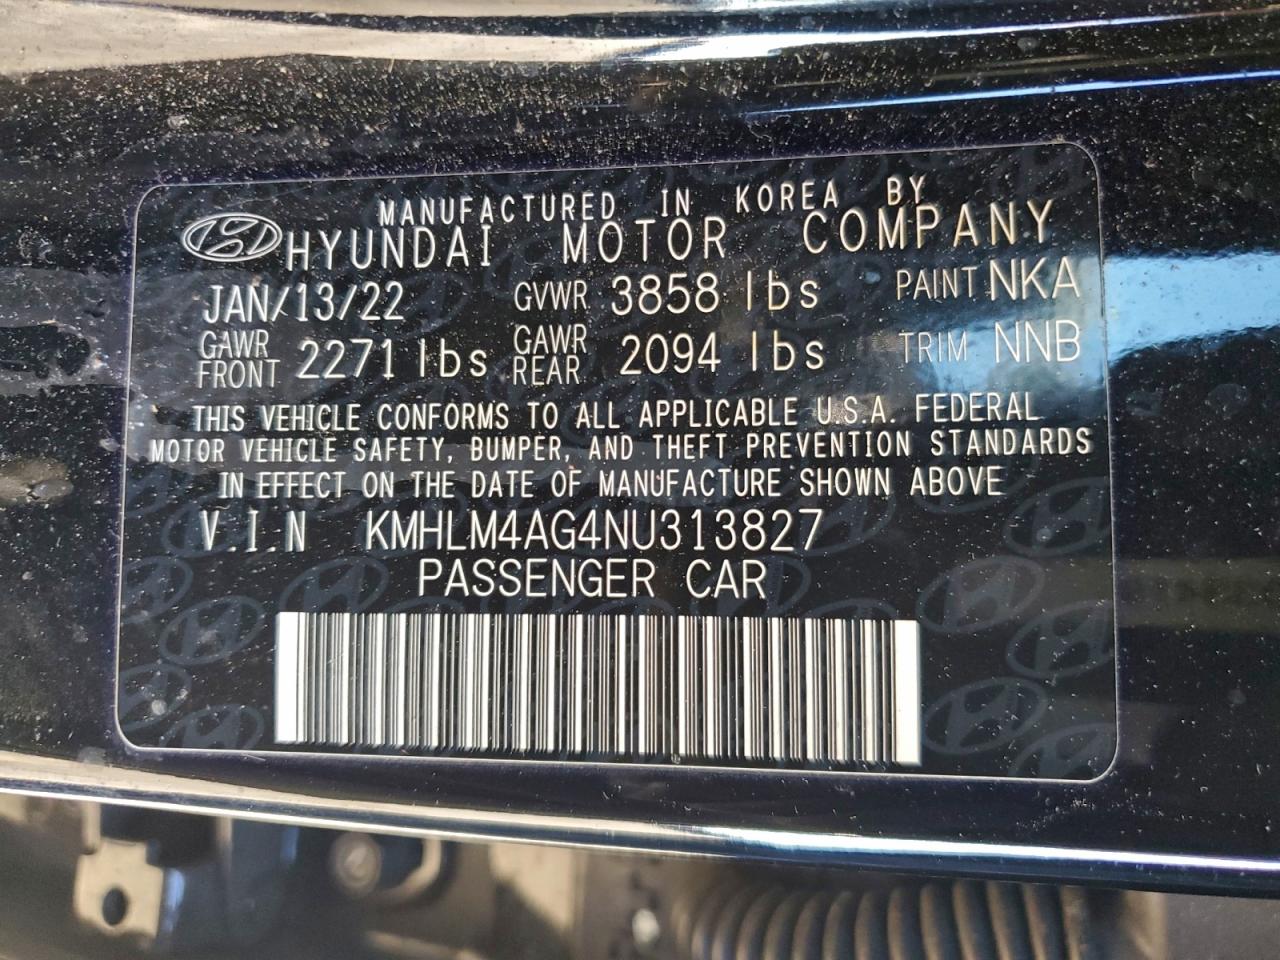 MANUFACTURED IN KOREA BY
HYUNDAI MOTOR COMPANY
JAN/13/22 GVWR 3858 lbs PAINT NKA
GAWR FRONT 2271 lbs GAWR REAR 2094 lbs TRIM NNB
THIS VEHICLE CONFORMS TO ALL APPLICABLE U.S.A. FEDERAL
MOTOR VEHICLE SAFETY, BUMPER, AND THEFT PREVENTION STANDARDS
IN EFFECT ON THE DATE OF MANUFACTURE SHOWN ABOVE
V.I.N KMHLM4AG4NU313827
PASSENGER CAR